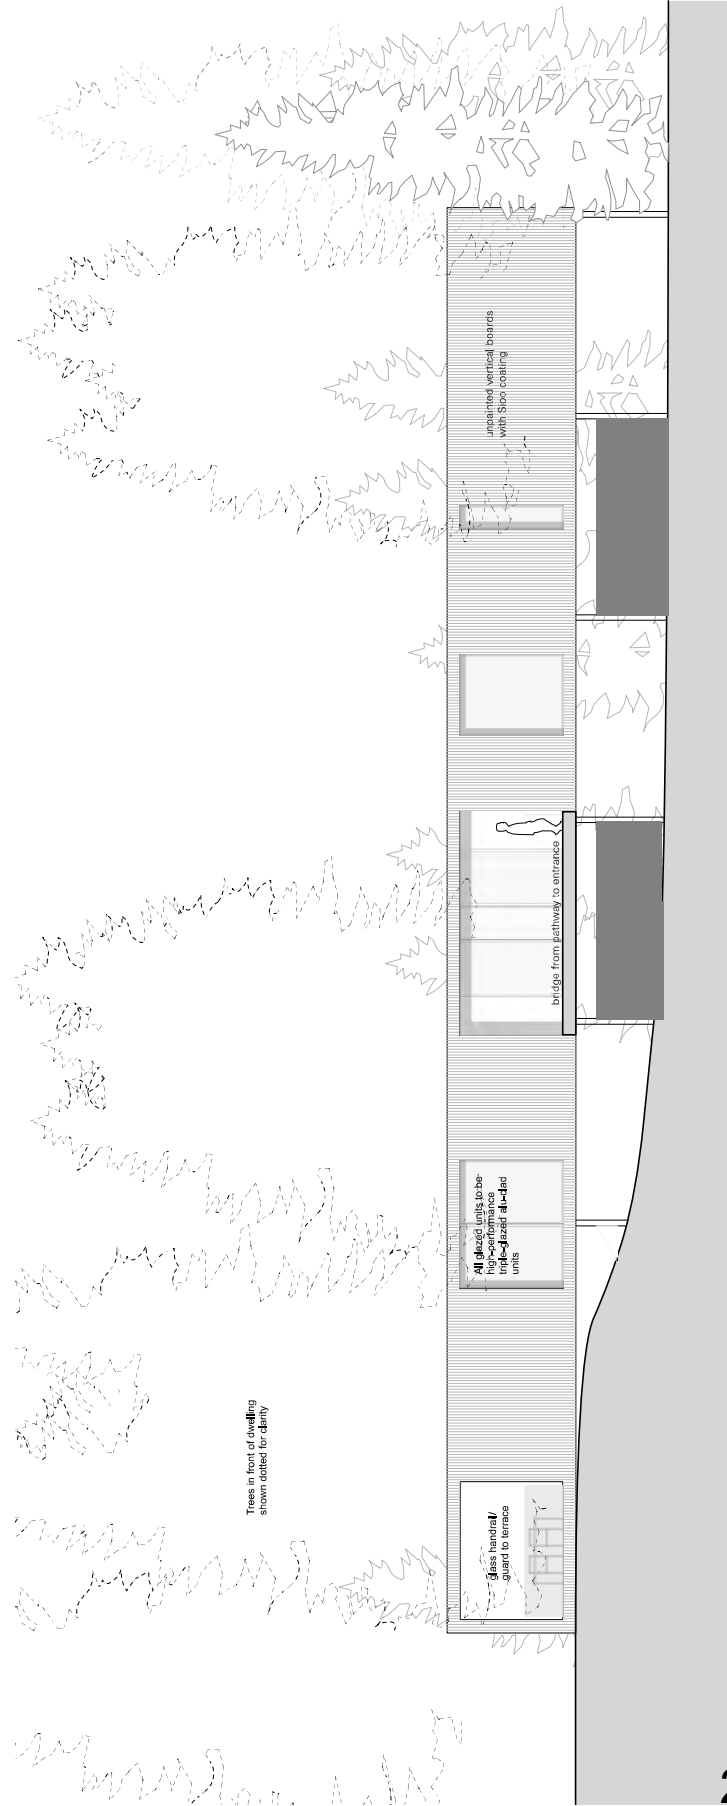 Trees in front of dwelling
shown dotted for clarity
glass handrail/
guard to terrace
All glazed units to be
high-performance
triple-glazed alu-clad
units
bridge from pathway to entrance
unpainted vertical boards
with Sioo coating